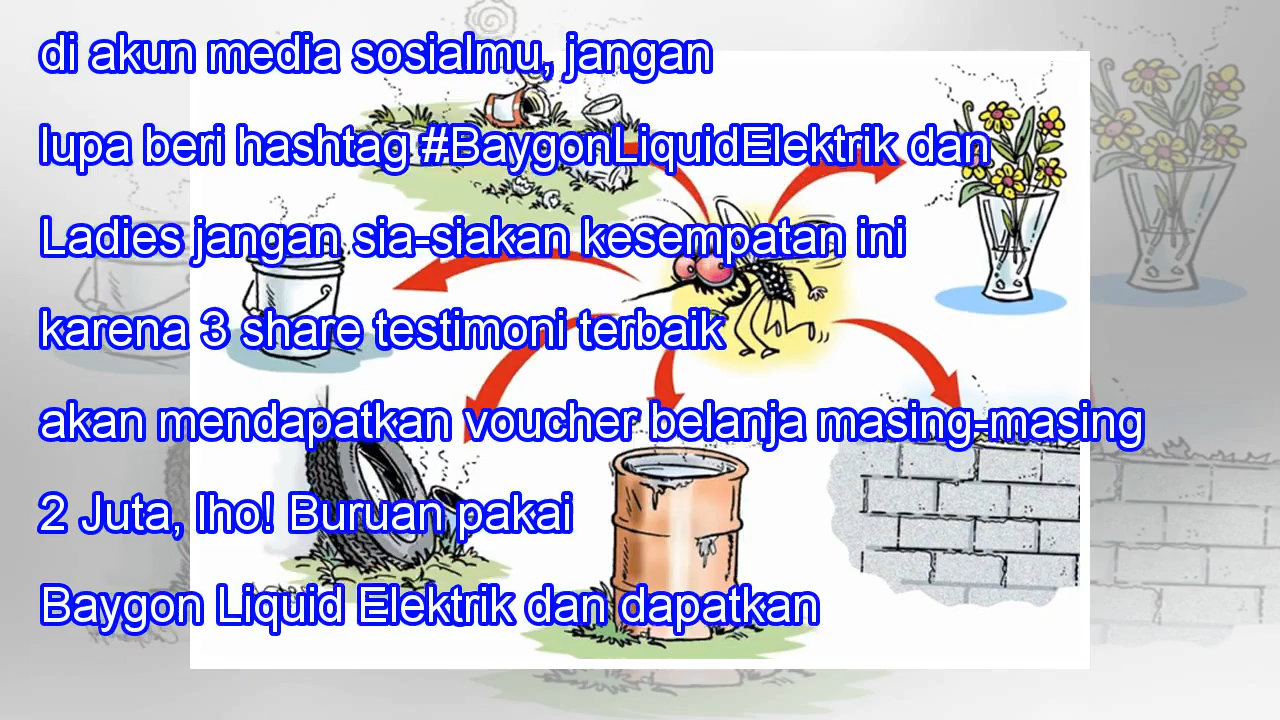 di akun media sosialmu, jangan
lupa beri hashtag #BaygonLiquidElektrik dan
Ladies jangan sia-siakan kesempatan ini
karena 3 share testimoni terbaik
akan mendapatkan voucher belanja masing-masing
2 Juta, lho! Buruan pakai
Baygon Liquid Elektrik dan dapatkan